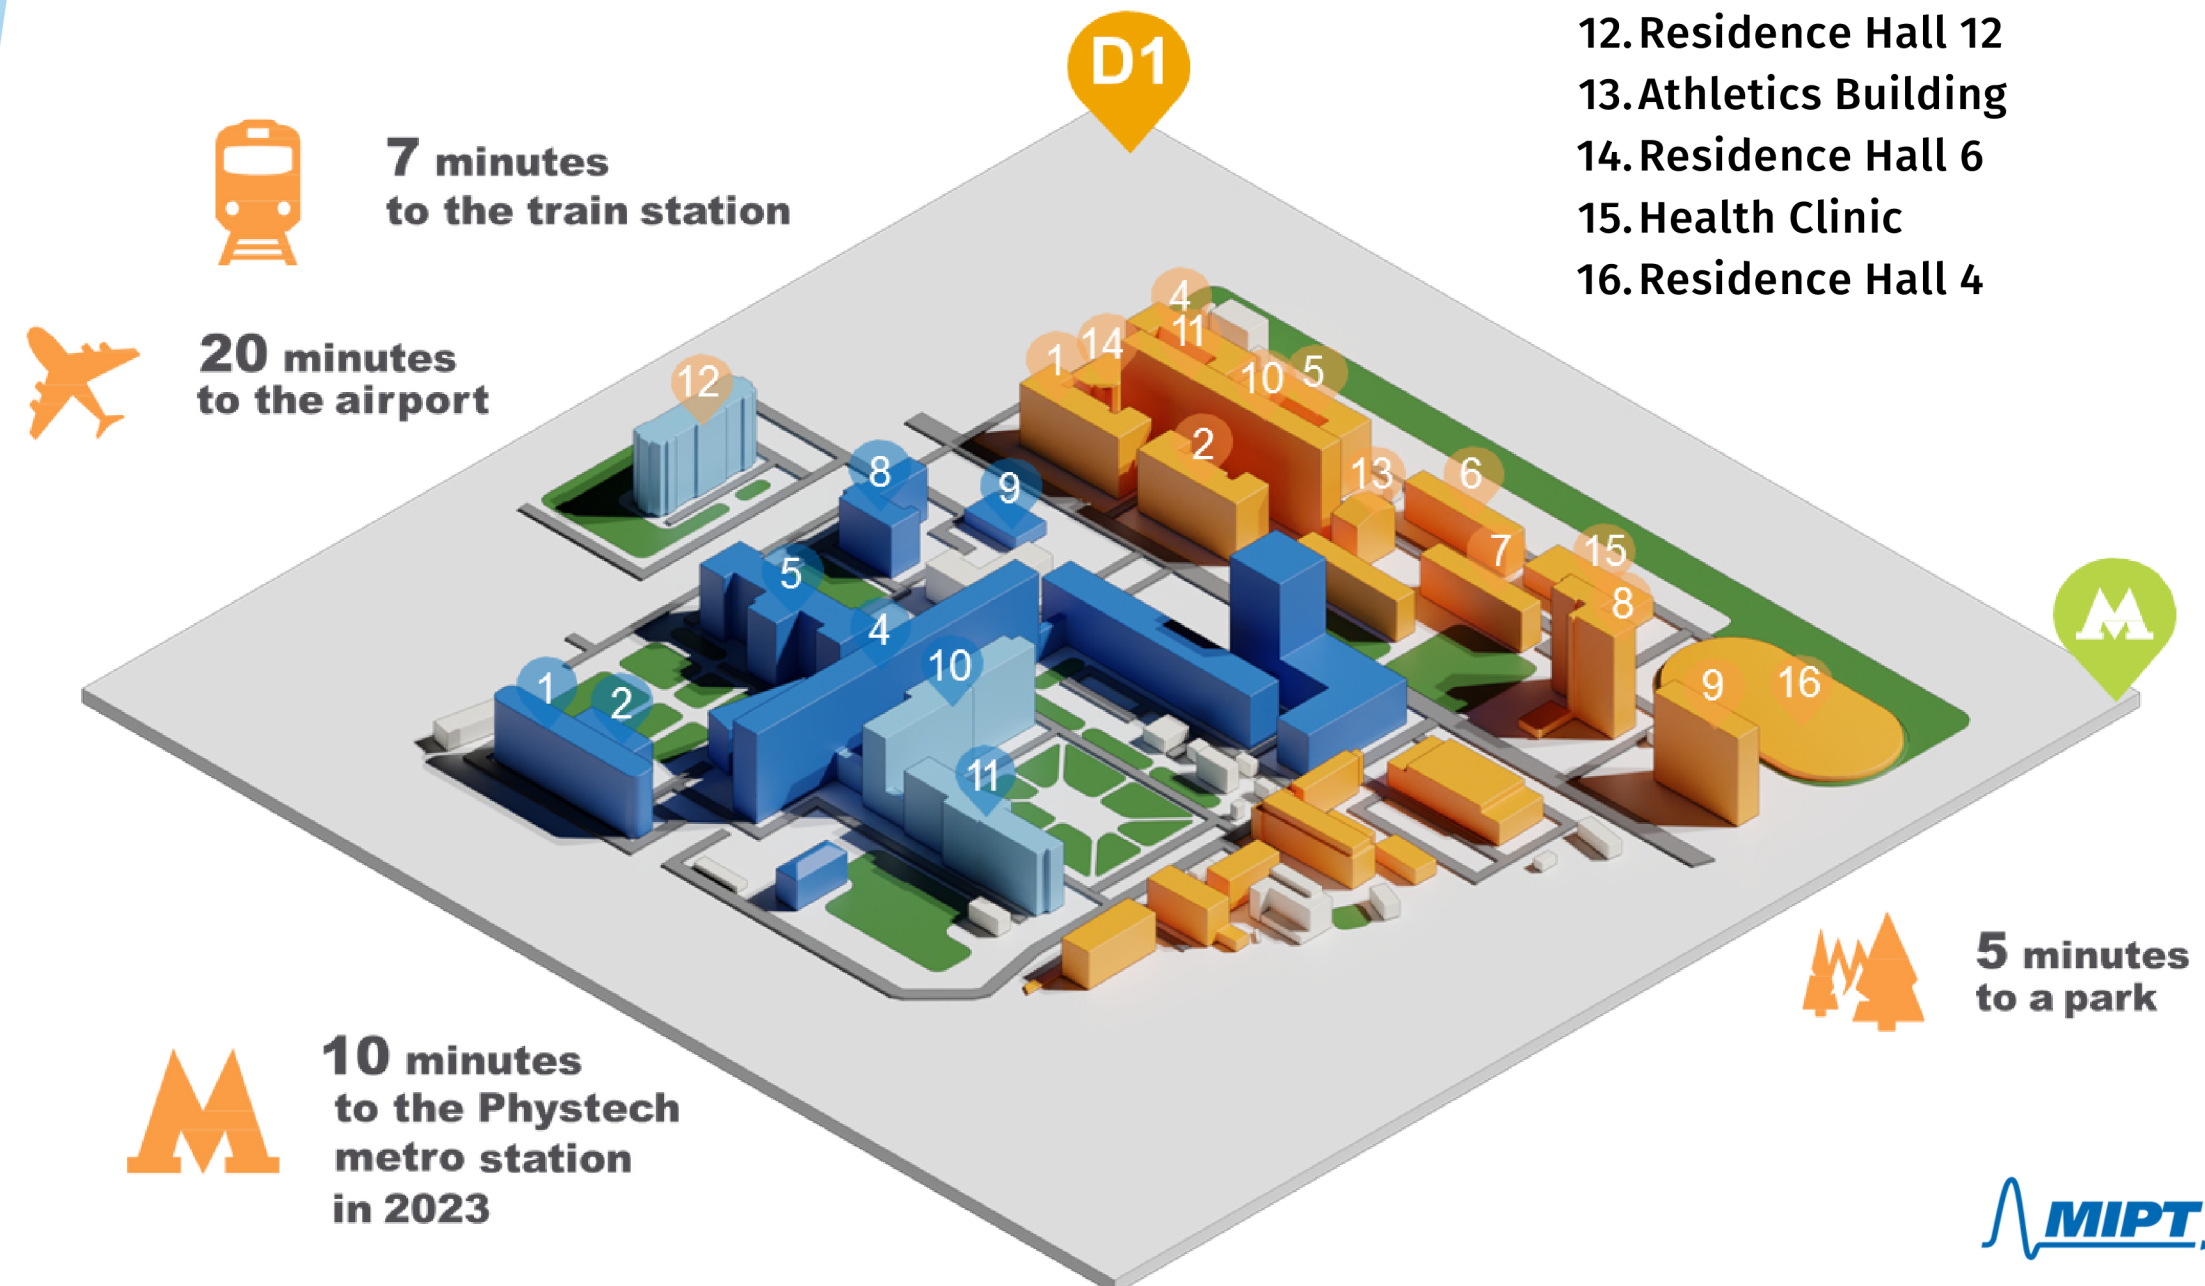 D1
12. Residence Hall 12
13. Athletics Building
14. Residence Hall 6
15. Health Clinic
16. Residence Hall 4
7 minutes
to the train station
20 minutes
to the airport
4
11
1
14
10
5
12
2
8
9
13
6
7
15
8
5
4
10
1
2
9
16
11
M
5 minutes
to a park
10 minutes
to the Phystech
metro station
in 2023
M
MIPT